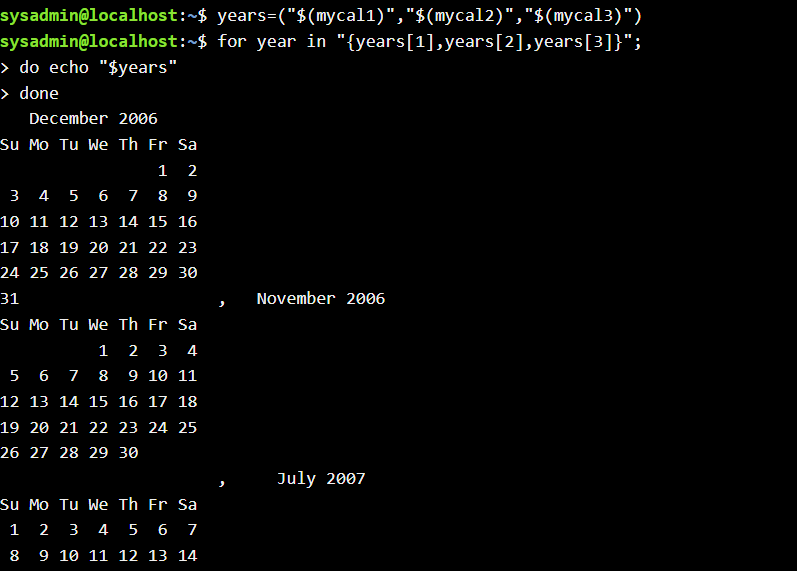 sysadmin@localhost:~$ years=("$(mycal1)","$(mycal2)","$(mycal3)")
sysadmin@localhost:~$ for year in "{years[1],years[2],years[3]}";
> do echo "$years"
> done
   December 2006
Su Mo Tu We Th Fr Sa
                1  2
 3  4  5  6  7  8  9
10 11 12 13 14 15 16
17 18 19 20 21 22 23
24 25 26 27 28 29 30
31                    ,   November 2006
Su Mo Tu We Th Fr Sa
          1  2  3  4
 5  6  7  8  9 10 11
12 13 14 15 16 17 18
19 20 21 22 23 24 25
26 27 28 29 30
                      ,     July 2007
Su Mo Tu We Th Fr Sa
 1  2  3  4  5  6  7
 8  9 10 11 12 13 14